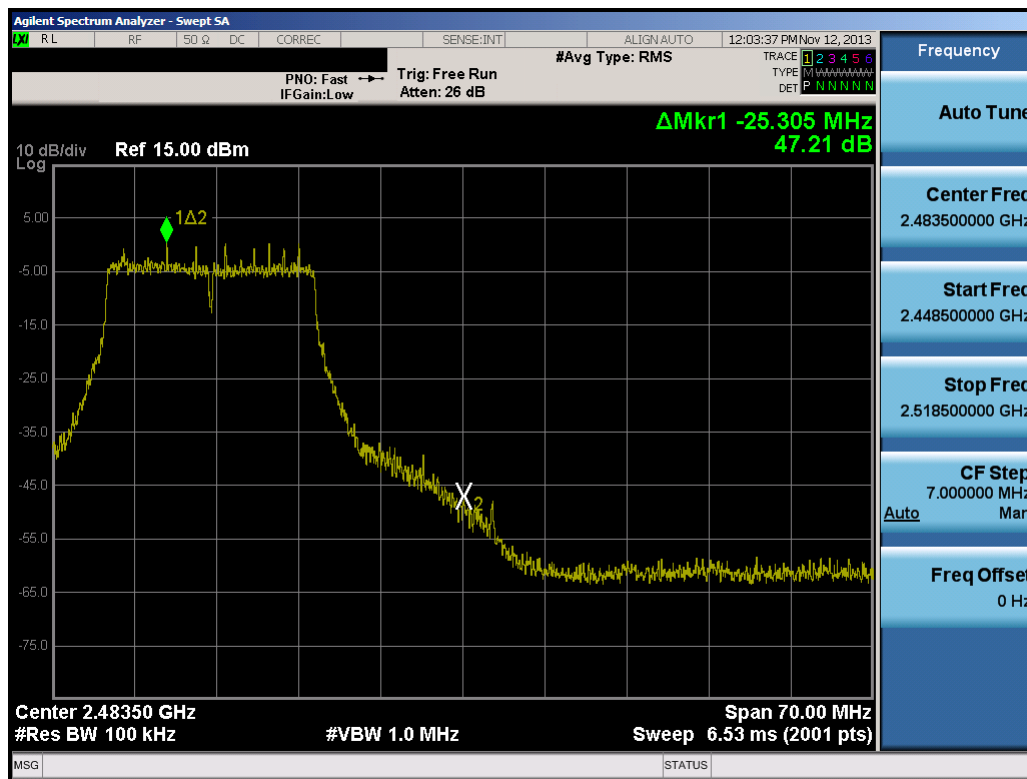 Agilent Spectrum Analyzer - Swept SA
LXI RL RF 50 Ω DC CORREC SENSE:INT ALIGN AUTO 12:03:37 PM Nov 12, 2013
#Avg Type: RMS TRACE 1 2 3 4 5 6
PNO: Fast Trig: Free Run TYPE M W W W W W
IFGain:Low Atten: 26 dB DET P N N N N N
ΔMkr1 -25.305 MHz
47.21 dB
10 dB/div Ref 15.00 dBm
Log
5.00
1Δ2
-5.00
-15.0
-25.0
-35.0
-45.0
X2
-55.0
-65.0
-75.0
Center 2.48350 GHz Span 70.00 MHz
#Res BW 100 kHz #VBW 1.0 MHz Sweep 6.53 ms (2001 pts)
MSG STATUS
Frequency
Auto Tune
Center Freq
2.483500000 GHz
Start Freq
2.448500000 GHz
Stop Freq
2.518500000 GHz
CF Step
7.000000 MHz
Auto Man
Freq Offset
0 Hz